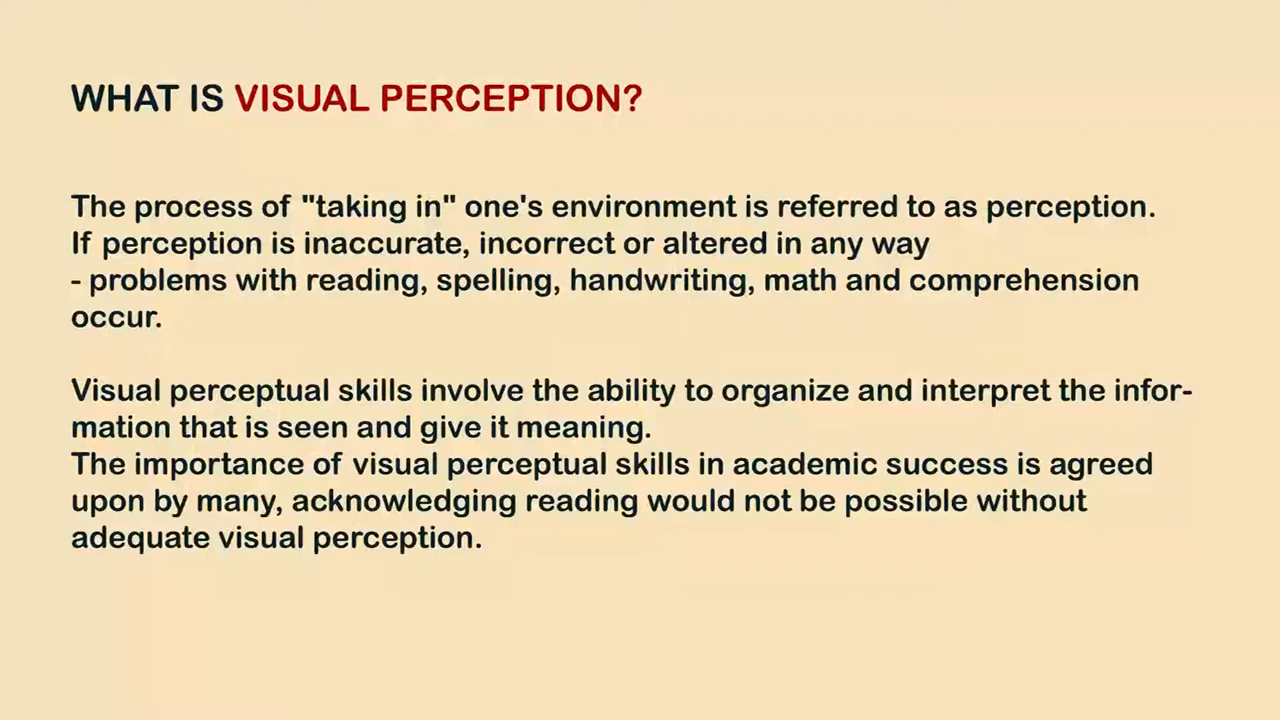 WHAT IS VISUAL PERCEPTION?
The process of "taking in" one's environment is referred to as perception.
If perception is inaccurate, incorrect or altered in any way
- problems with reading, spelling, handwriting, math and comprehension
occur.
Visual perceptual skills involve the ability to organize and interpret the infor-
mation that is seen and give it meaning.
The importance of visual perceptual skills in academic success is agreed
upon by many, acknowledging reading would not be possible without
adequate visual perception.